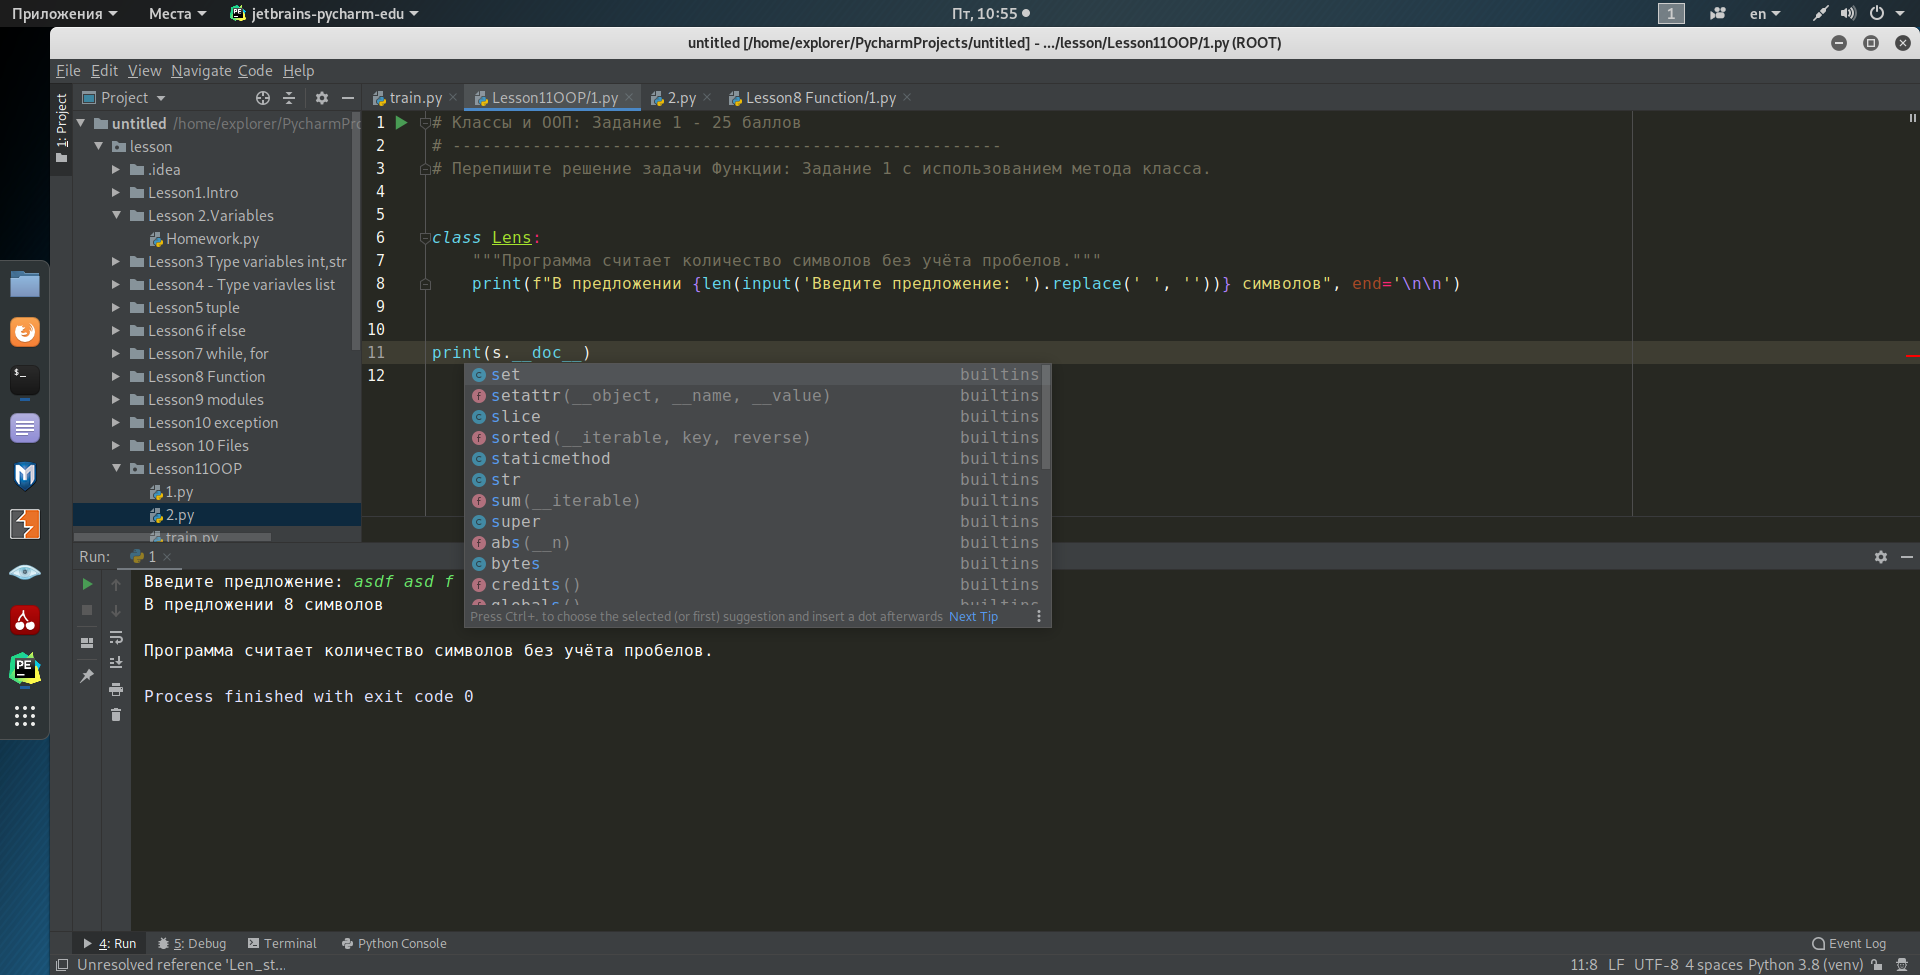 Приложения Места jetbrains-pycharm-edu Пт, 10:55 1 en
untitled [/home/explorer/PycharmProjects/untitled] - .../lesson/Lesson11OOP/1.py (ROOT)
File Edit View Navigate Code Help
1: Project
Project
untitled /home/explorer/PycharmPr
lesson
.idea
Lesson1.Intro
Lesson 2.Variables
Homework.py
Lesson3 Type variables int,str
Lesson4 - Type variavles list
Lesson5 tuple
Lesson6 if else
Lesson7 while, for
Lesson8 Function
Lesson9 modules
Lesson10 exception
Lesson 10 Files
Lesson11OOP
1.py
2.py
train.py
train.py Lesson11OOP/1.py 2.py Lesson8 Function/1.py
1 # Классы и ООП: Задание 1 - 25 баллов
2 # -------------------------------------------------------
3 # Перепишите решение задачи Функции: Задание 1 с использованием метода класса.
4
5
6 class Lens:
7 """Программа считает количество символов без учёта пробелов."""
8 print(f"В предложении {len(input('Введите предложение: ').replace(' ', ''))} символов", end='\n\n')
9
10
11 print(s.__doc__)
12
set builtins
setattr(__object, __name, __value) builtins
slice builtins
sorted(__iterable, key, reverse) builtins
staticmethod builtins
str builtins
sum(__iterable) builtins
super builtins
abs(__n) builtins
bytes builtins
credits() builtins
globals() builtins
Press Ctrl+. to choose the selected (or first) suggestion and insert a dot afterwards Next Tip
Run: 1
Введите предложение: asdf asd f
В предложении 8 символов
Программа считает количество символов без учёта пробелов.
Process finished with exit code 0
4: Run 5: Debug Terminal Python Console Event Log
Unresolved reference 'Len_st... 11:8 LF UTF-8 4 spaces Python 3.8 (venv)